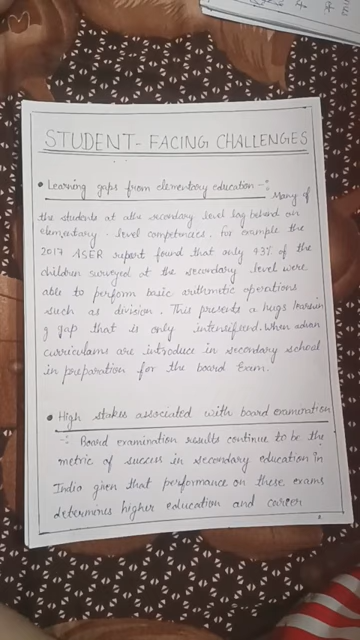 STUDENT-FACING CHALLENGES
• Learning gaps from elementary education -: Many of
the students at the secondary level lag behind on
elementary-level competences. For example the
2017 ASER report found that only 43% of the
children surveyed at the secondary level were
able to perform basic arithmetic operations
such as division. This presents a hugs learnin
g gap that is only intensified. When advan
curriculams are introduce in secondary school
in preparation for the board Exam.
• High stakes associated with board examination
-: Board examination results continue to be the
metric of success in secondary education in
India given that performance on these exams
determines higher education and career